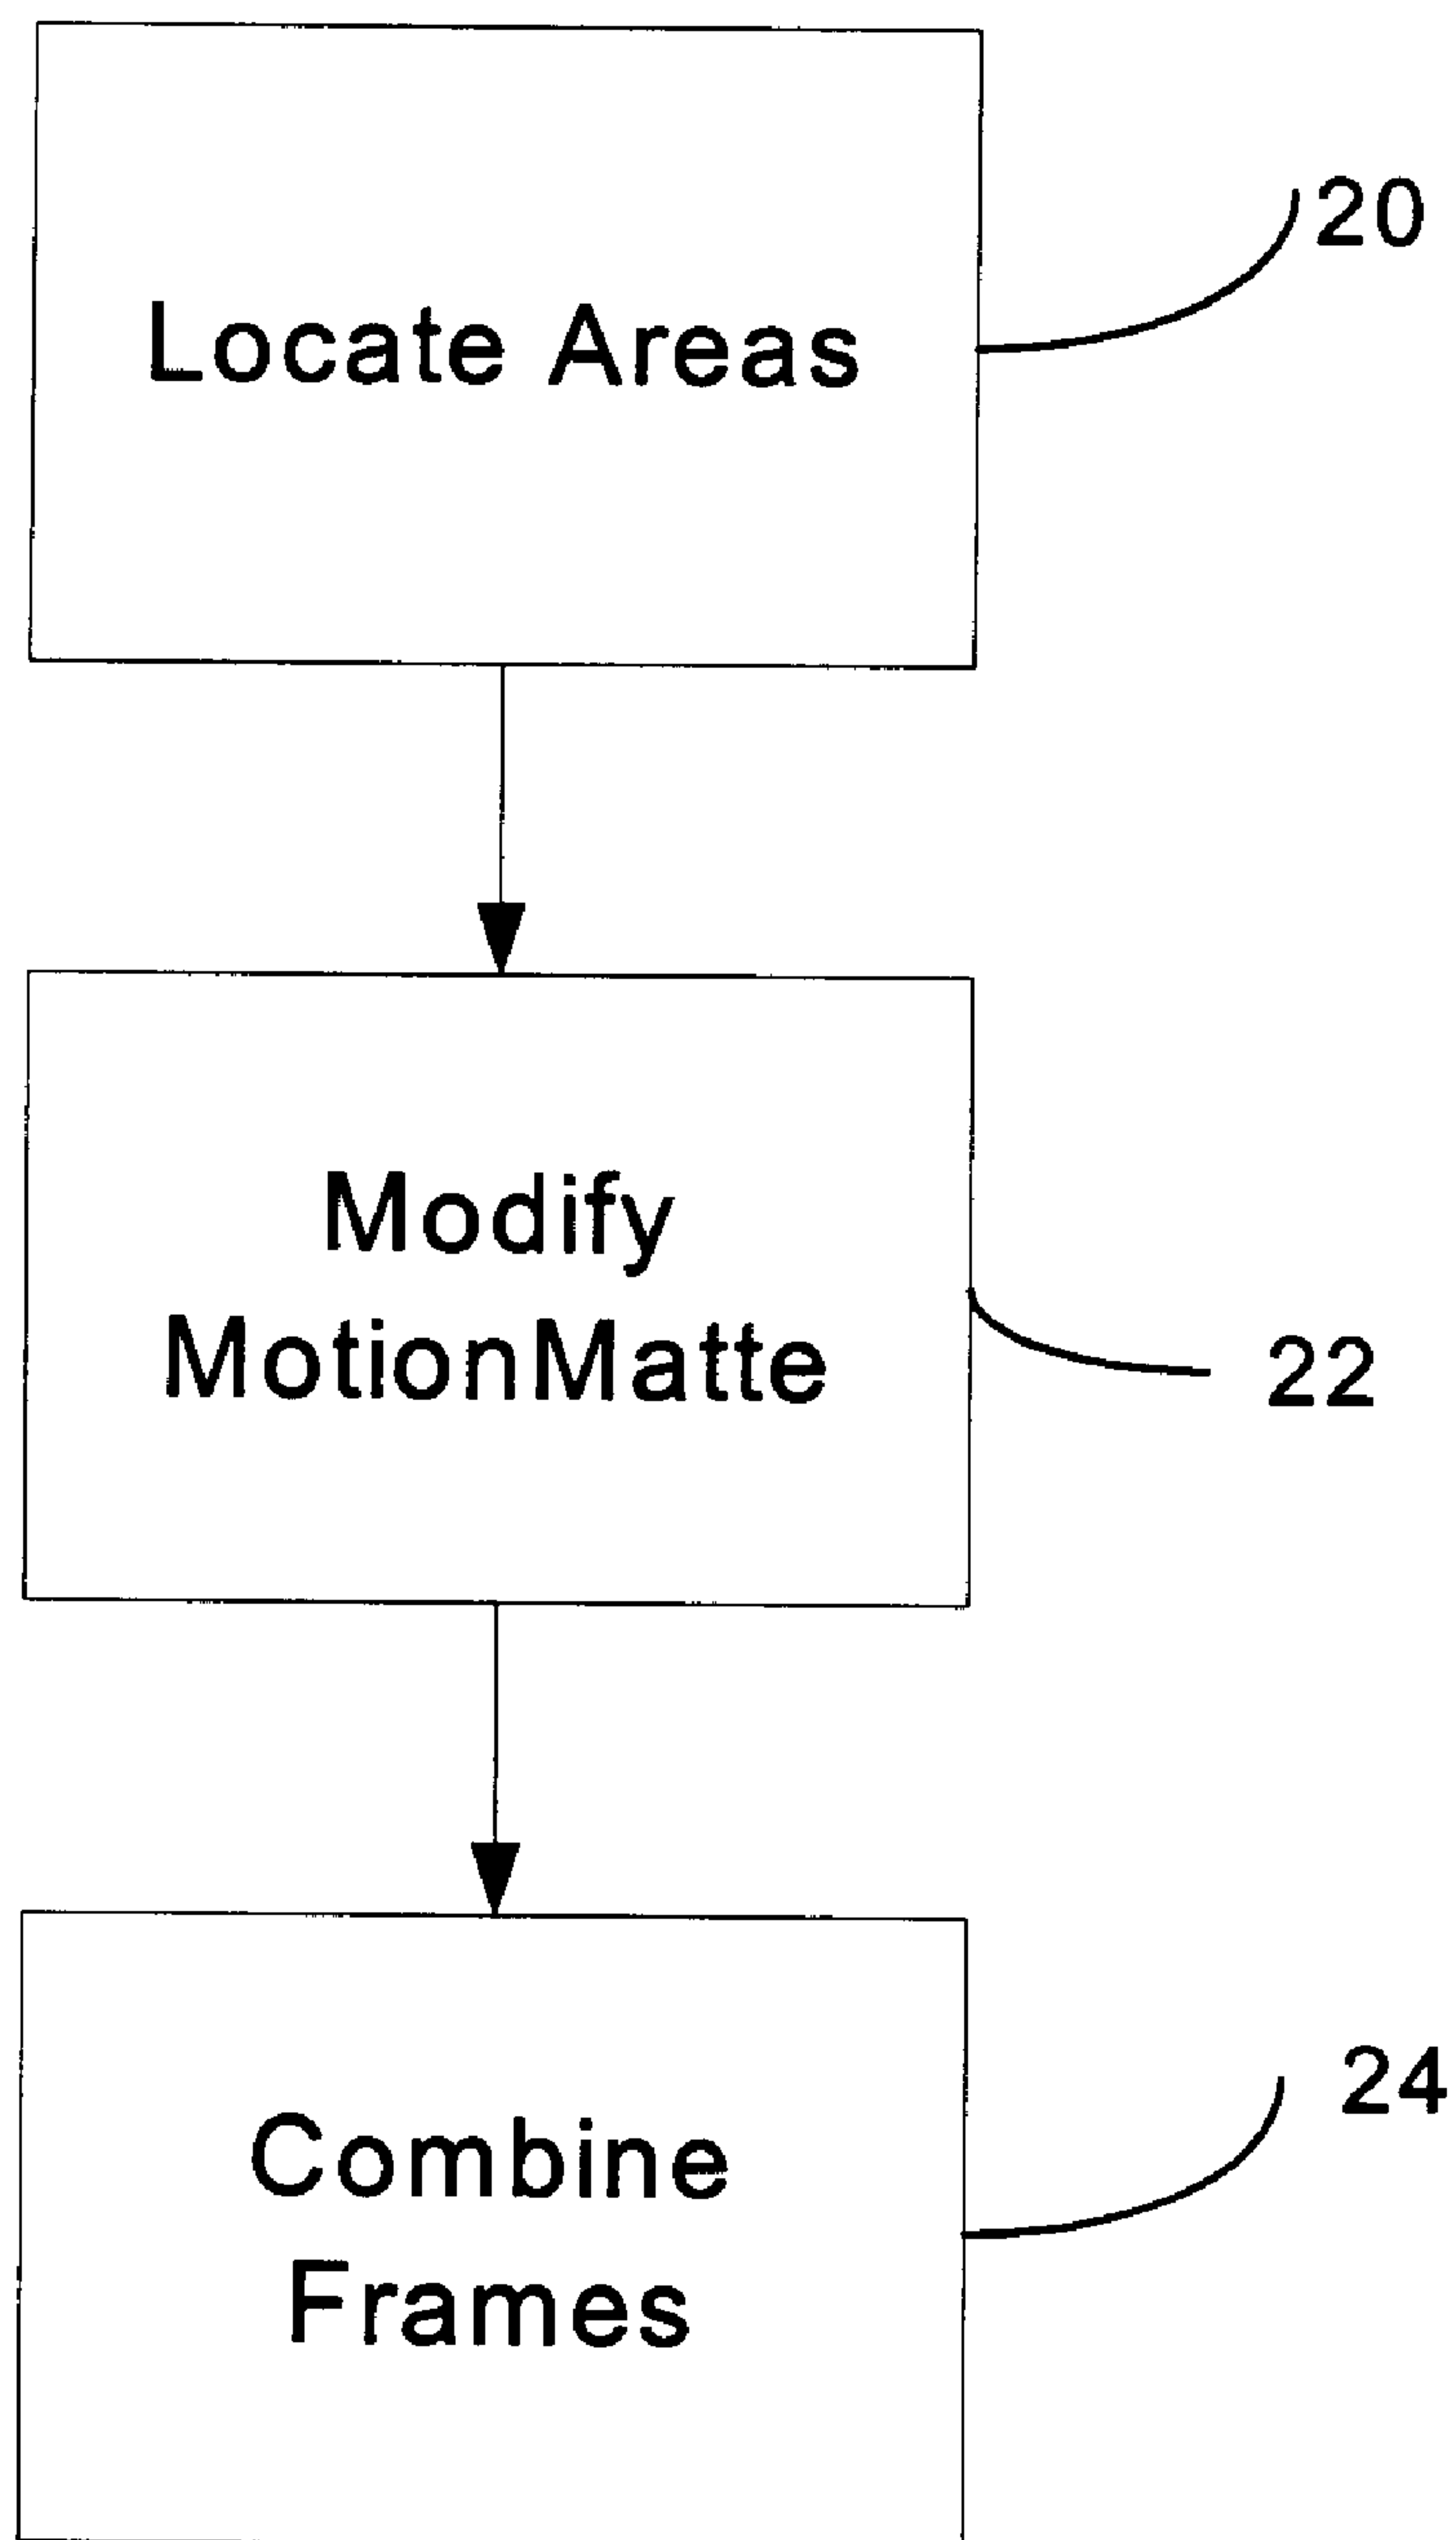 Locate Areas
20
Modify
MotionMatte
22
Combine
Frames
24